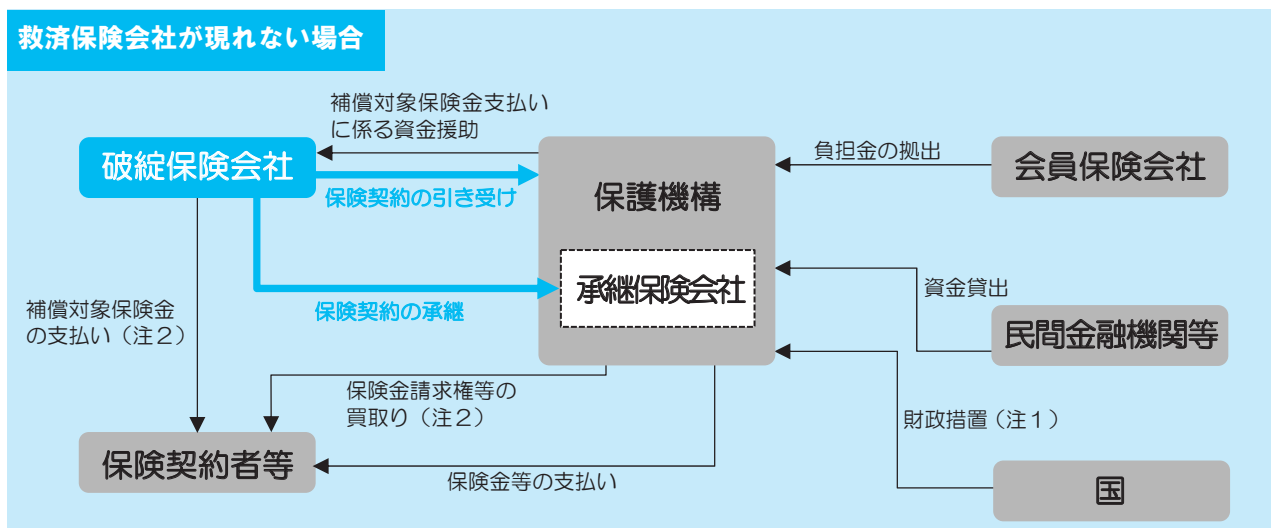 救済保険会社が現れない場合
補償対象保険金支払い
に係る資金援助
破綻保険会社
保険契約の引き受け
保護機構
負担金の拠出
会員保険会社
承継保険会社
保険契約の承継
資金貸出
民間金融機関等
補償対象保険金
の支払い（注２）
保険金請求権等の
買取り（注２）
財政措置（注１）
保険契約者等
保険金等の支払い
国